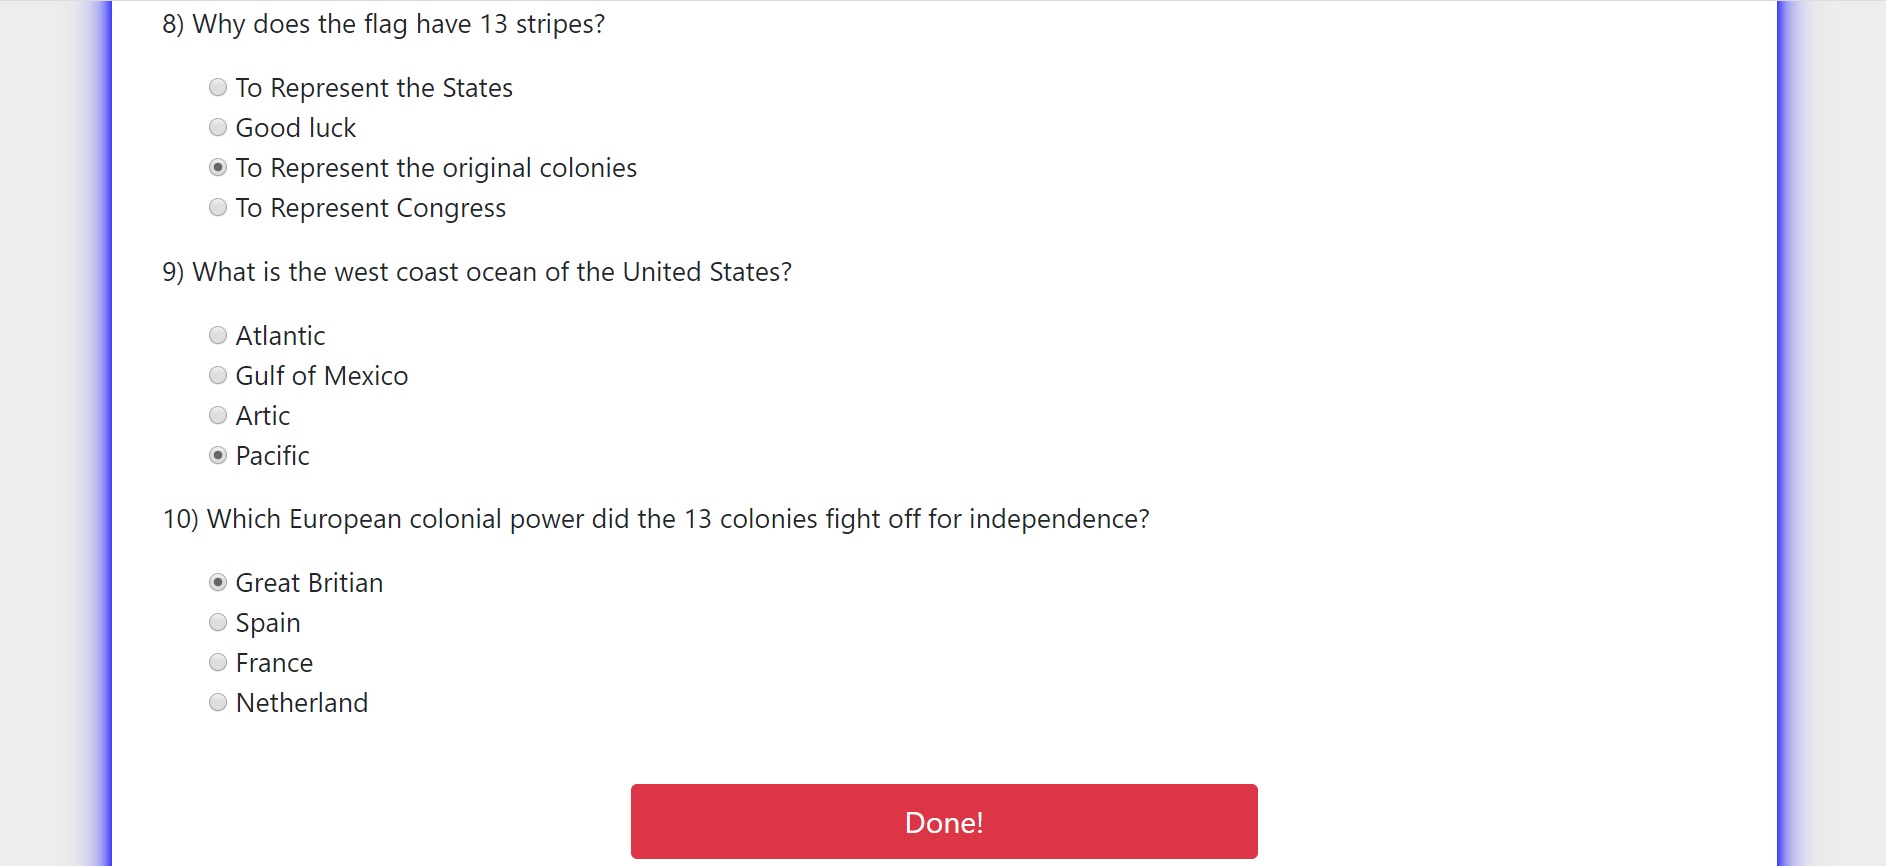 8) Why does the flag have 13 stripes?
To Represent the States
Good luck
To Represent the original colonies
To Represent Congress
9) What is the west coast ocean of the United States?
Atlantic
Gulf of Mexico
Artic
Pacific
10) Which European colonial power did the 13 colonies fight off for independence?
Great Britian
Spain
France
Netherland
Done!